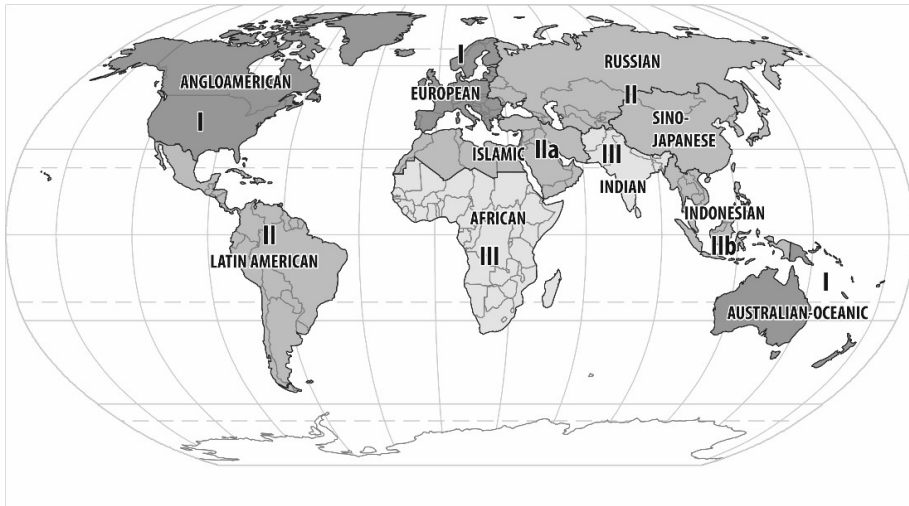 ANGLOAMERICAN
I
I
EUROPEAN
RUSSIAN
II
SINO-
JAPANESE
ISLAMIC
IIa
III
INDIAN
AFRICAN
III
INDONESIAN
IIb
II
LATIN AMERICAN
I
AUSTRALIAN-OCEANIC